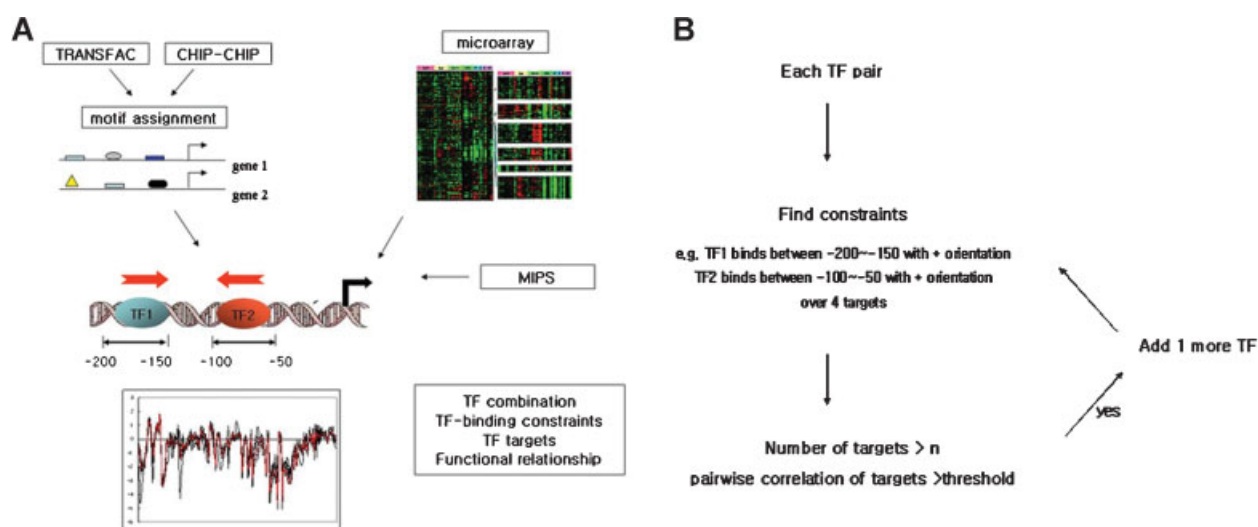 A
TRANSFAC
CHIP-CHIP
microarray
motif assignment
gene 1
gene 2
MIPS
TF1
TF2
-200
-150
-100
-50
TF combination
TF-binding constraints
TF targets
Functional relationship
B
Each TF pair
Find constraints
e.g. TF1 binds between -200~-150 with + orientation
TF2 binds between -100~-50 with + orientation
over 4 targets
Add 1 more TF
yes
Number of targets > n
pairwise correlation of targets >threshold